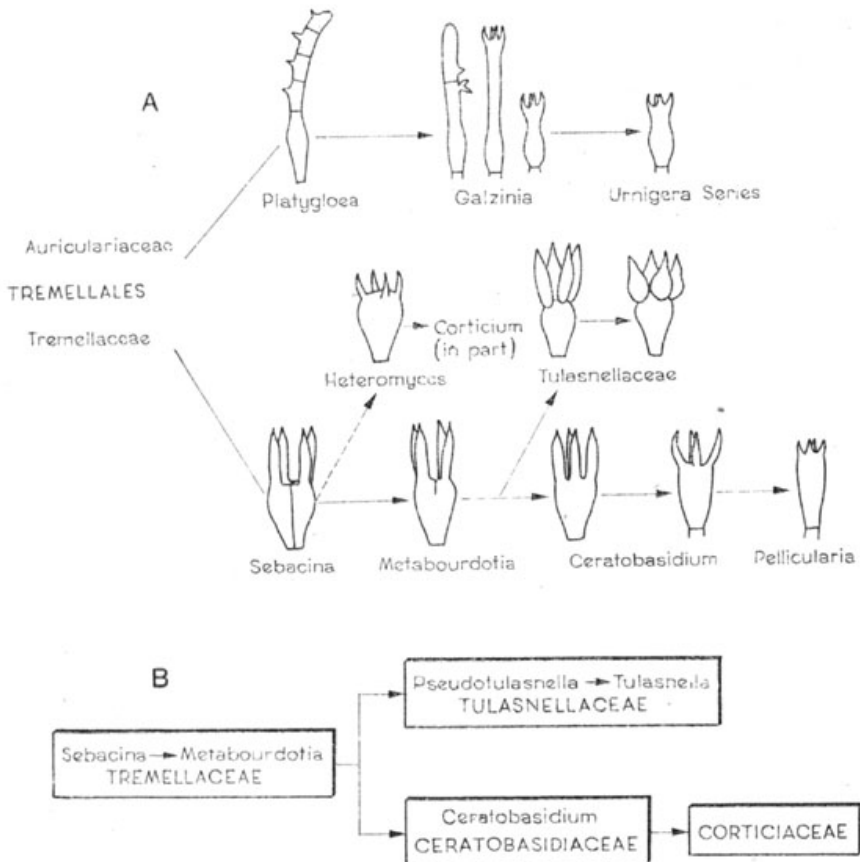 A
Platygloea
Galzinia
Urnigera Series
Auriculariaceae
TREMELLALES
Tremellaceae
Heteromyces
Corticium
(in part)
Tulasnellaceae
Sebacina
Metabourdotia
Ceratobasidium
Pellicularia
B
Pseudotulasnella → Tulasnella
TULASNELLACEAE
Sebacina → Metabourdotia
TREMELLACEAE
Ceratobasidium
CERATOBASIDIACEAE
CORTICIACEAE